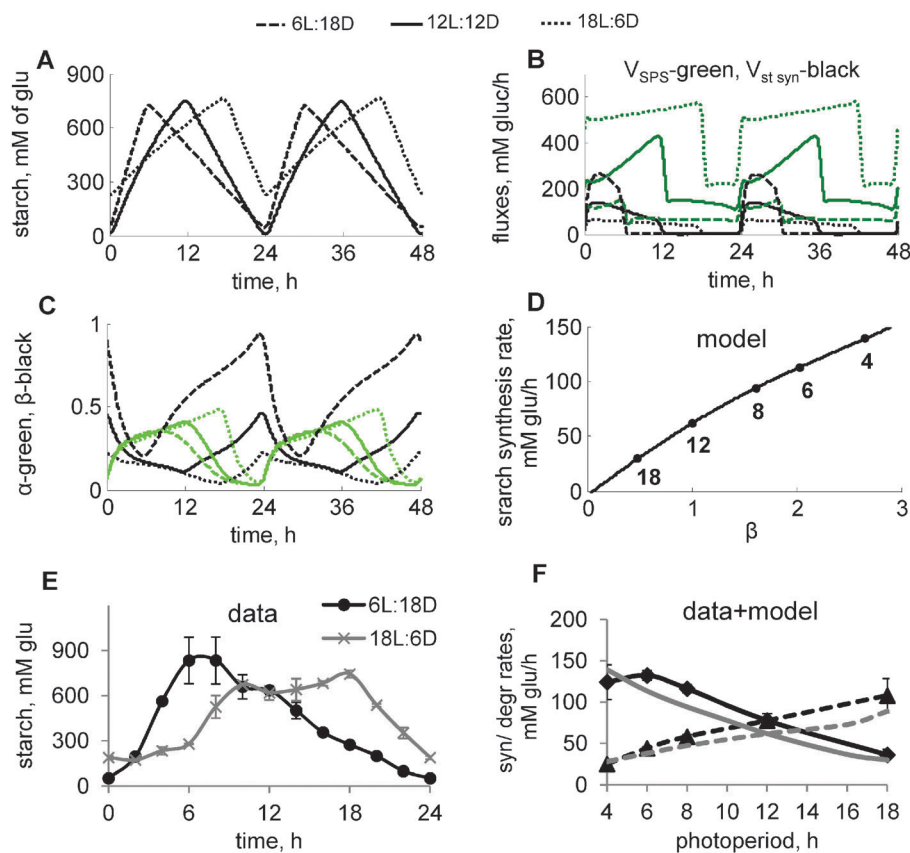 6L:18D 12L:12D 18L:6D
A
starch, mM of glu
900
600
300
0
0 12 24 36 48
time, h
B
V_SPS-green, V_st syn-black
fluxes, mM gluc/h
600
400
200
0
0 12 24 36 48
time, h
C
α-green, β-black
1
0.5
0
0 12 24 36 48
time, h
D
model
srarch synthesis rate,
mM glu/h
150
100
50
0
18
12
8
6
4
0 1 2 3
β
E
data
6L:18D
18L:6D
starch, mM glu
900
600
300
0
0 6 12 18 24
time, h
F
data+model
syn/ degr rates,
mM glu/h
200
150
100
50
0
4 6 8 10 12 14 16 18
photoperiod, h